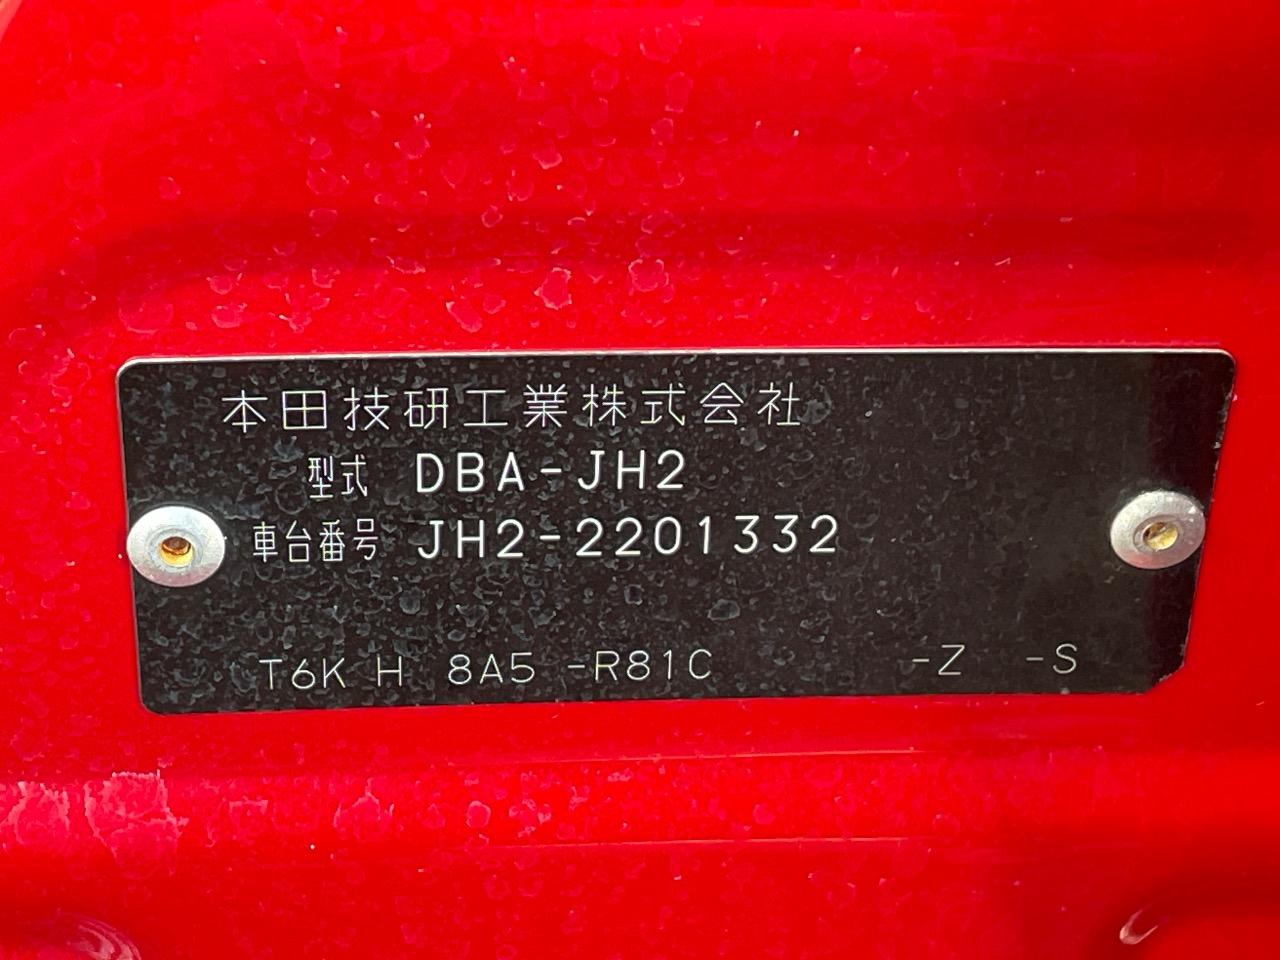 本田技研工業株式会社
型式 DBA-JH2
車台番号 JH2-2201332
T6K H 8A5 -R81C -Z -S